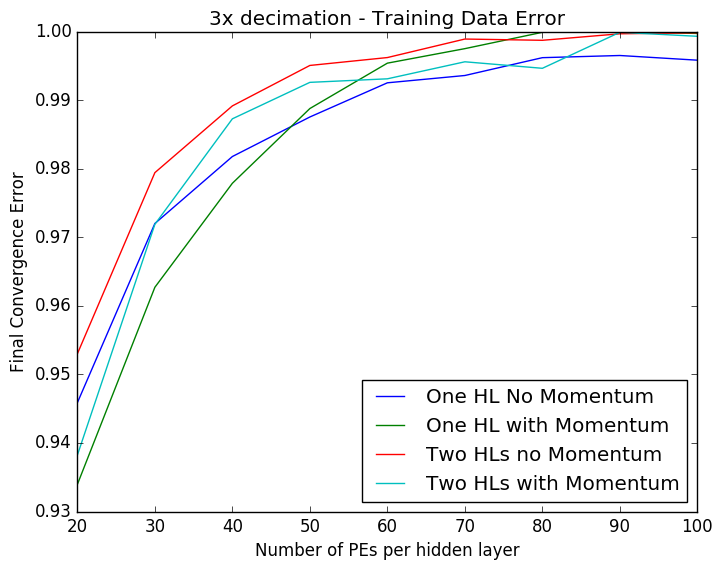 3x decimation - Training Data Error
1.00
0.99
0.98
0.97
0.96
0.95
0.94
0.93
Final Convergence Error
One HL No Momentum
One HL with Momentum
Two HLs no Momentum
Two HLs with Momentum
20 30 40 50 60 70 80 90 100
Number of PEs per hidden layer